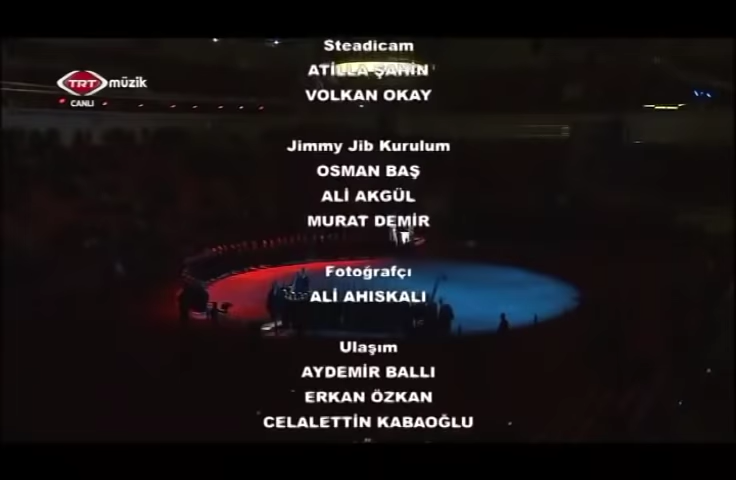 Steadicam
ATİLLA ŞAHİN
VOLKAN OKAY
TRT müzik
CANLI
Jimmy Jib Kurulum
OSMAN BAŞ
ALİ AKGÜL
MURAT DEMİR
Fotoğrafçı
ALİ AHISKALI
Ulaşım
AYDEMİR BALLI
ERKAN ÖZKAN
CELALETTİN KABAOĞLU